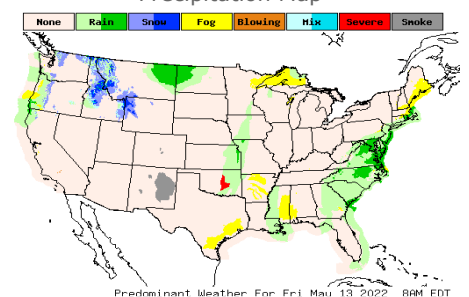 Precipitation Map
None Rain Snow Fog Blowing Mix Severe Smoke
Predominant Weather For Fri May 13 2022 8AM EDT